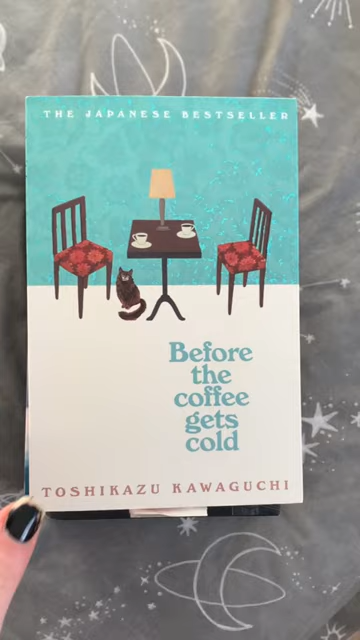 THE JAPANESE BESTSELLER
Before
the
coffee
gets
cold
TOSHIKAZU KAWAGUCHI